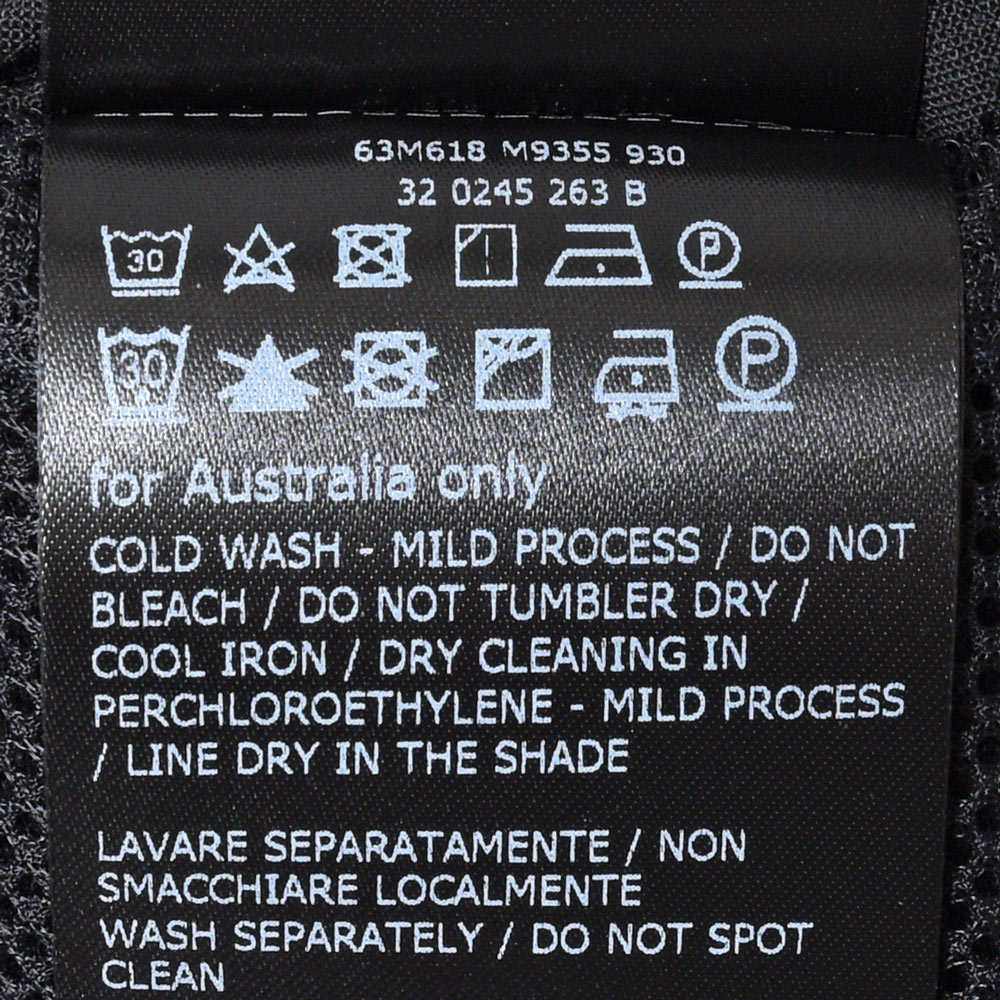 63M618 M9355 930
32 0245 263 B
30 P
30 P
for Australia only
COLD WASH - MILD PROCESS / DO NOT
BLEACH / DO NOT TUMBLER DRY /
COOL IRON / DRY CLEANING IN
PERCHLOROETHYLENE - MILD PROCESS
/ LINE DRY IN THE SHADE
LAVARE SEPARATAMENTE / NON
SMACCHIARE LOCALMENTE
WASH SEPARATELY / DO NOT SPOT
CLEAN